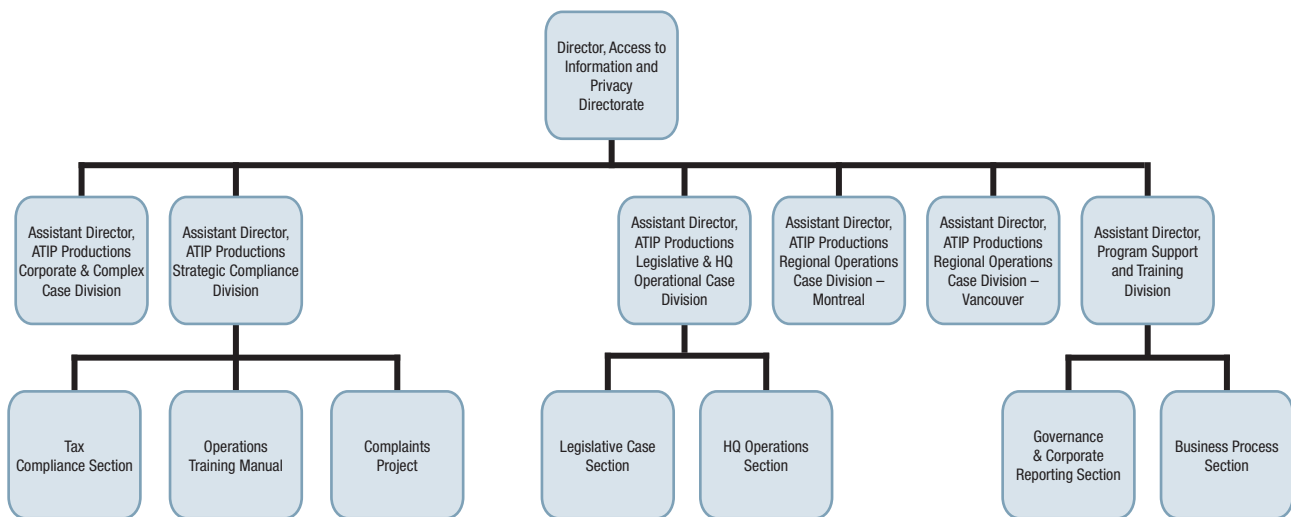 Director, Access to
Information and
Privacy
Directorate
Assistant Director,
ATIP Productions
Corporate & Complex
Case Division
Assistant Director,
ATIP Productions
Strategic Compliance
Division
Assistant Director,
ATIP Productions
Legislative & HQ
Operational Case
Division
Assistant Director,
ATIP Productions
Regional Operations
Case Division –
Montreal
Assistant Director,
ATIP Productions
Regional Operations
Case Division –
Vancouver
Assistant Director,
Program Support
and Training
Division
Tax
Compliance Section
Operations
Training Manual
Complaints
Project
Legislative Case
Section
HQ Operations
Section
Governance
& Corporate
Reporting Section
Business Process
Section